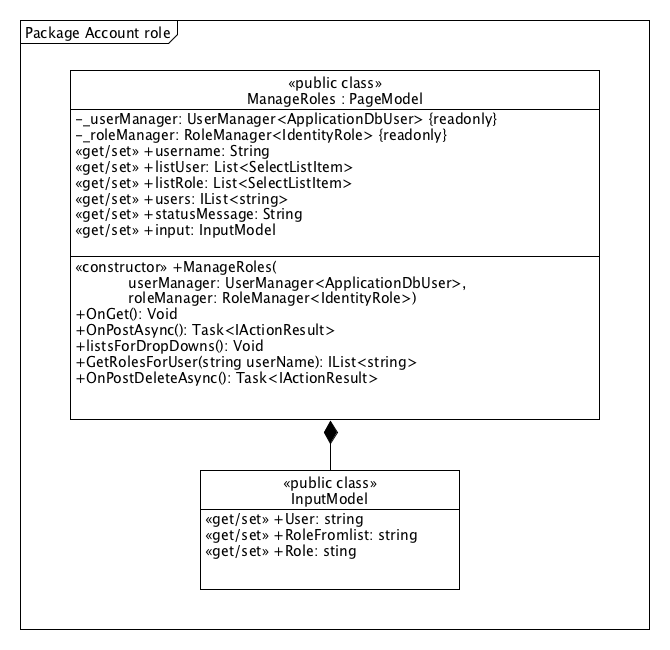 Package Account role
«public class»
ManageRoles : PageModel
-_userManager: UserManager<ApplicationDbUser> {readonly}
-_roleManager: RoleManager<IdentityRole> {readonly}
«get/set» +username: String
«get/set» +listUser: List<SelectListItem>
«get/set» +listRole: List<SelectListItem>
«get/set» +users: IList<string>
«get/set» +statusMessage: String
«get/set» +input: InputModel
«constructor» +ManageRoles(
userManager: UserManager<ApplicationDbUser>,
roleManager: RoleManager<IdentityRole>)
+OnGet(): Void
+OnPostAsync(): Task<IActionResult>
+listsForDropDowns(): Void
+GetRolesForUser(string userName): IList<string>
+OnPostDeleteAsync(): Task<IActionResult>
«public class»
InputModel
«get/set» +User: string
«get/set» +RoleFromlist: string
«get/set» +Role: sting